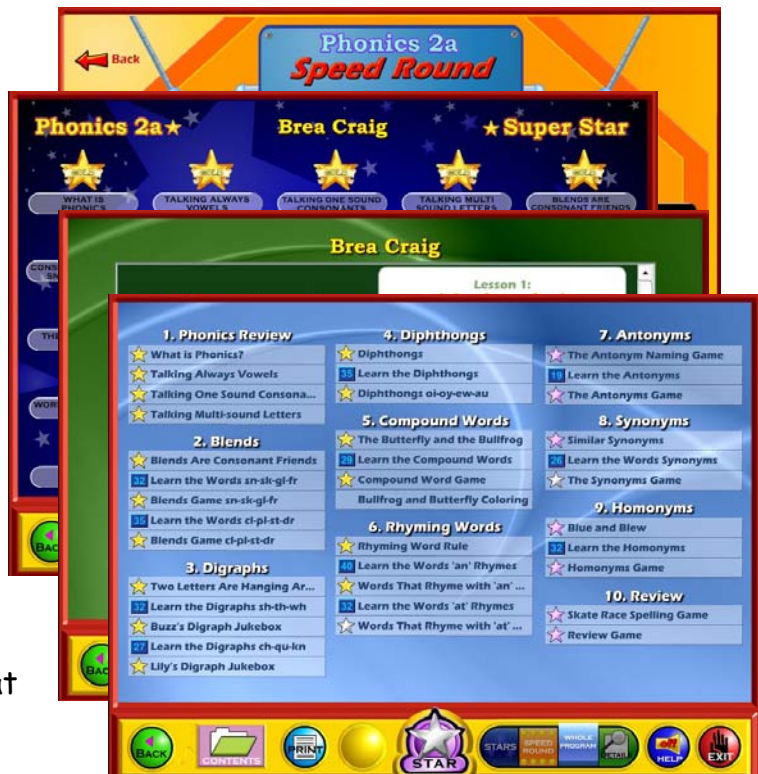 Back
Phonics 2a
Speed Round
Phonics 2a
Brea Craig
Super Star
WHAT IS PHONICS
TALKING ALWAYS VOWELS
TALKING ONE SOUND CONSONANTS
TALKING MULTI SOUND LETTERS
BLENDS ARE CONSONANT FRIENDS
Brea Craig
Lesson 1:
1. Phonics Review
What is Phonics?
Talking Always Vowels
Talking One Sound Consona...
Talking Multi-sound Letters
2. Blends
Blends Are Consonant Friends
32 Learn the Words sn-sk-gl-fr
Blends Game sn-sk-gl-fr
35 Learn the Words cl-pl-st-dr
Blends Game cl-pl-st-dr
3. Digraphs
Two Letters Are Hanging Ar...
32 Learn the Digraphs sh-th-wh
Buzz's Digraph Jukebox
27 Learn the Digraphs ch-qu-kn
Lily's Digraph Jukebox
4. Diphthongs
Diphthongs
35 Learn the Diphthongs
Diphthongs oi-oy-ew-au
5. Compound Words
The Butterfly and the Bullfrog
29 Learn the Compound Words
Compound Word Game
Bullfrog and Butterfly Coloring
6. Rhyming Words
Rhyming Word Rule
40 Learn the Words 'an' Rhymes
Words That Rhyme with 'an' ...
32 Learn the Words 'at' Rhymes
Words That Rhyme with 'at' ...
7. Antonyms
The Antonym Naming Game
19 Learn the Antonyms
The Antonyms Game
8. Synonyms
Similar Synonyms
26 Learn the Words Synonyms
The Synonyms Game
9. Homonyms
Blue and Blew
32 Learn the Homonyms
Homonyms Game
10. Review
Skate Race Spelling Game
Review Game
BACK
CONTENTS
PRINT
STAR
STARS
SPEED ROUND
WHOLE PROGRAM
DETAIL
off
HELP
EXIT